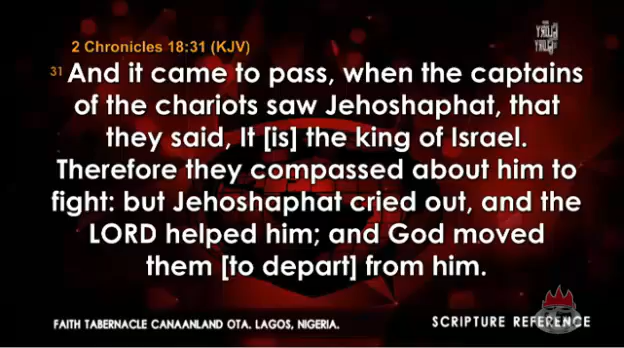 2 Chronicles 18:31 (KJV)
31 And it came to pass, when the captains
of the chariots saw Jehoshaphat, that
they said, It [is] the king of Israel.
Therefore they compassed about him to
fight: but Jehoshaphat cried out, and the
LORD helped him; and God moved
them [to depart] from him.
FAITH TABERNACLE CANAANLAND OTA. LAGOS, NIGERIA.
SCRIPTURE REFERENCE